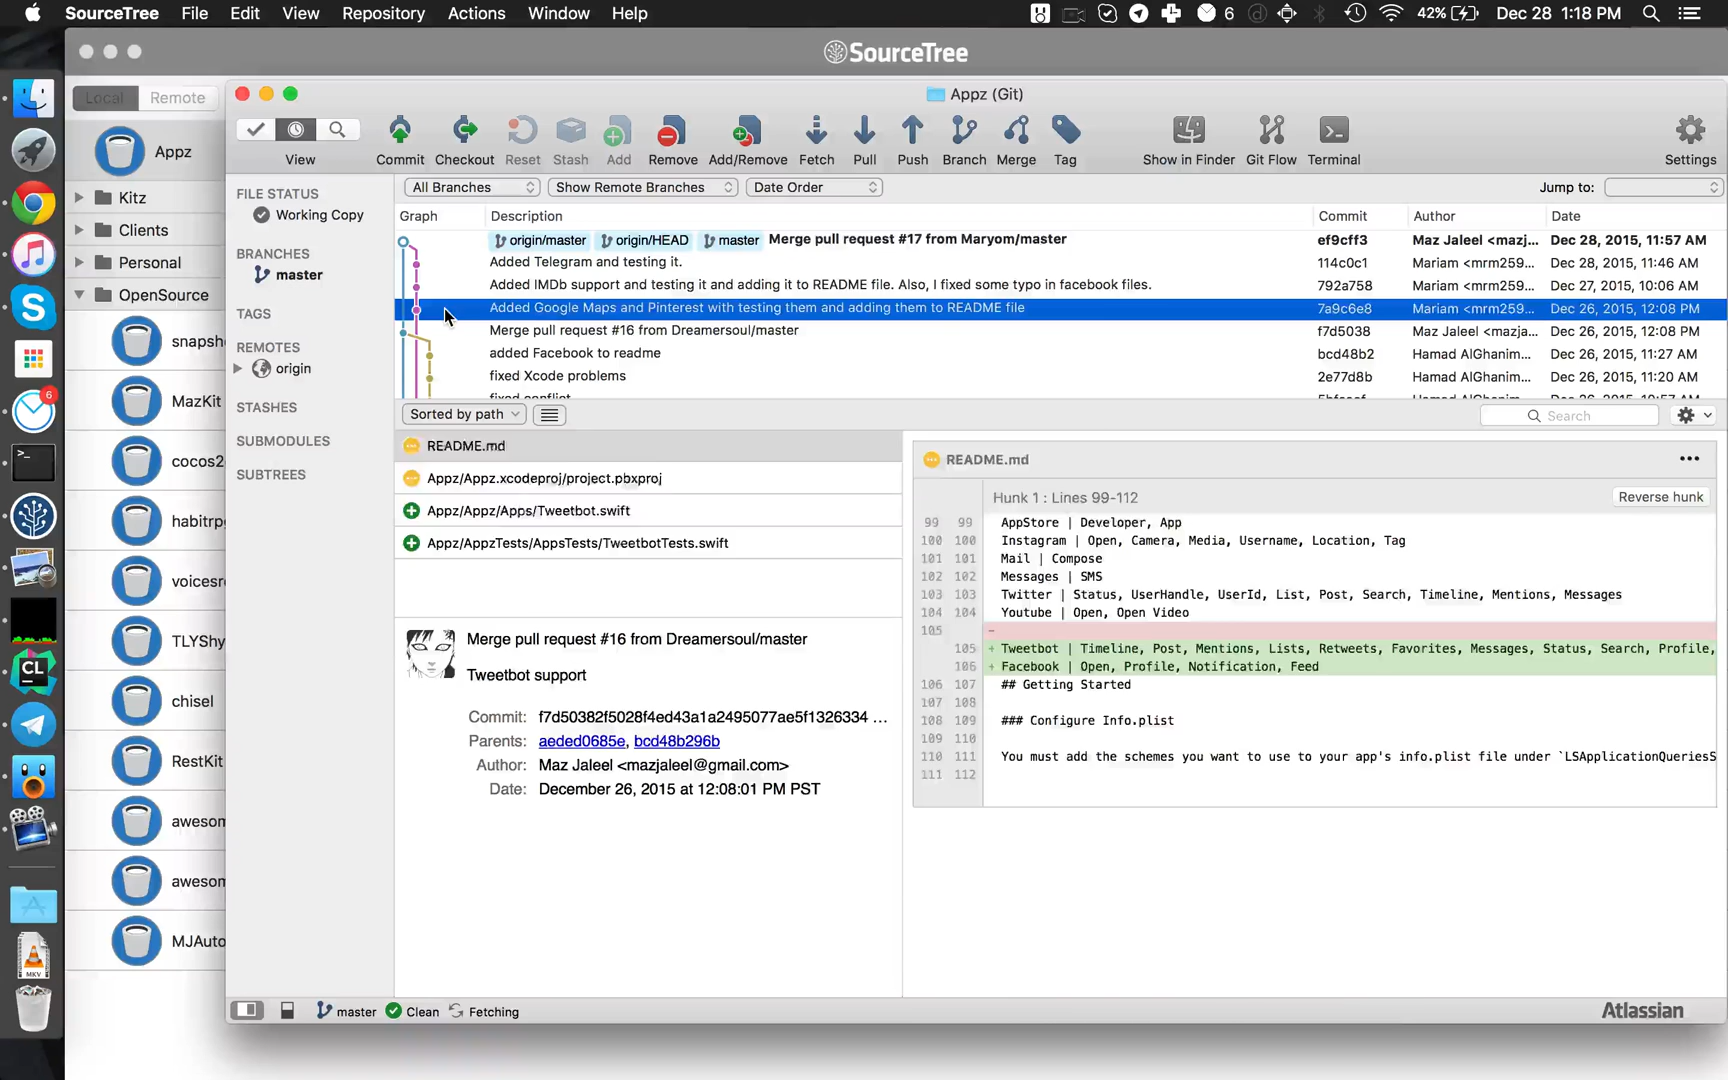 SourceTree File Edit View Repository Actions Window Help 6 42% Dec 28 1:18 PM
SourceTree
Local Remote
Appz (Git)
View Commit Checkout Reset Stash Add Remove Add/Remove Fetch Pull Push Branch Merge Tag Show in Finder Git Flow Terminal Settings
Appz
Kitz
Clients
Personal
OpenSource
snapsh
MazKit
cocos2
habitrp
voicesr
TLYShy
chisel
RestKit
awesom
awesom
MJAuto
6
CL
MKV
FILE STATUS
Working Copy
BRANCHES
master
TAGS
REMOTES
origin
STASHES
SUBMODULES
SUBTREES
All Branches Show Remote Branches Date Order Jump to:
Graph Description Commit Author Date
origin/master origin/HEAD master Merge pull request #17 from Maryom/master ef9cff3 Maz Jaleel <mazj... Dec 28, 2015, 11:57 AM
Added Telegram and testing it. 114c0c1 Mariam <mrm259... Dec 28, 2015, 11:46 AM
Added IMDb support and testing it and adding it to README file. Also, I fixed some typo in facebook files. 792a758 Mariam <mrm259... Dec 27, 2015, 10:06 AM
Added Google Maps and Pinterest with testing them and adding them to README file 7a9c6e8 Mariam <mrm259... Dec 26, 2015, 12:08 PM
Merge pull request #16 from Dreamersoul/master f7d5038 Maz Jaleel <mazja... Dec 26, 2015, 12:08 PM
added Facebook to readme bcd48b2 Hamad AlGhanim... Dec 26, 2015, 11:27 AM
fixed Xcode problems 2e77d8b Hamad AlGhanim... Dec 26, 2015, 11:20 AM
fixed conflict Hamad AlGhanim... Dec 26, 2015, 10:57 AM
Sorted by path Search
README.md
Appz/Appz.xcodeproj/project.pbxproj
Appz/Appz/Apps/Tweetbot.swift
Appz/AppzTests/AppsTests/TweetbotTests.swift
Merge pull request #16 from Dreamersoul/master
Tweetbot support
Commit: f7d50382f5028f4ed43a1a2495077ae5f1326334 ...
Parents: aeded0685e, bcd48b296b
Author: Maz Jaleel <mazjaleel@gmail.com>
Date: December 26, 2015 at 12:08:01 PM PST
README.md
Hunk 1 : Lines 99-112 Reverse hunk
99 99 AppStore | Developer, App
100 100 Instagram | Open, Camera, Media, Username, Location, Tag
101 101 Mail | Compose
102 102 Messages | SMS
103 103 Twitter | Status, UserHandle, UserId, List, Post, Search, Timeline, Mentions, Messages
104 104 Youtube | Open, Open Video
105 -
105 + Tweetbot | Timeline, Post, Mentions, Lists, Retweets, Favorites, Messages, Status, Search, Profile,
106 + Facebook | Open, Profile, Notification, Feed
106 107 ## Getting Started
107 108
108 109 ### Configure Info.plist
109 110
110 111 You must add the schemes you want to use to your app's info.plist file under `LSApplicationQueriesS
111 112
master Clean Fetching Atlassian